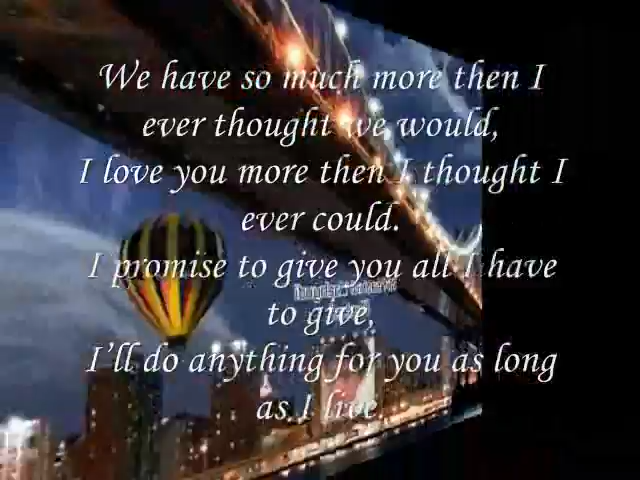 We have so much more then I
ever thought we would,
I love you more then I thought I
ever could.
I promise to give you all I have
to give,
I'll do anything for you as long
as I live.